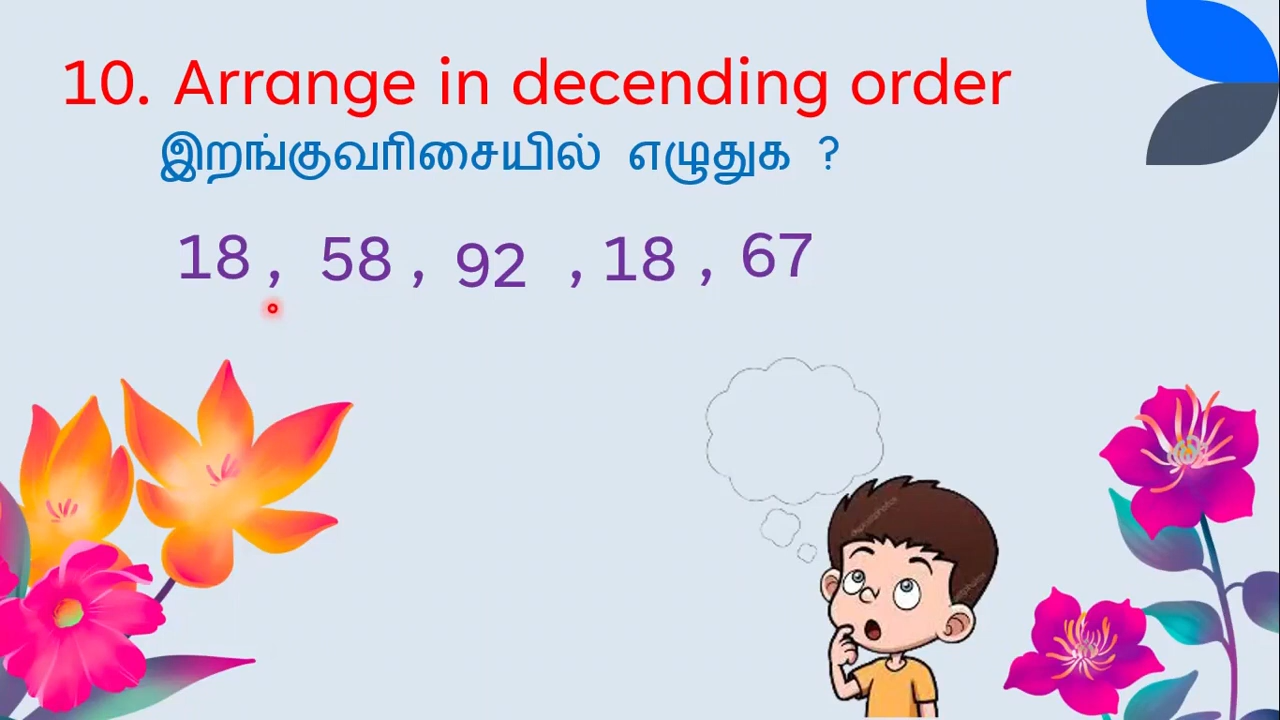 10. Arrange in decending order
இறங்குவரிசையில் எழுதுக ?
18 , 58 , 92 , 18 , 67